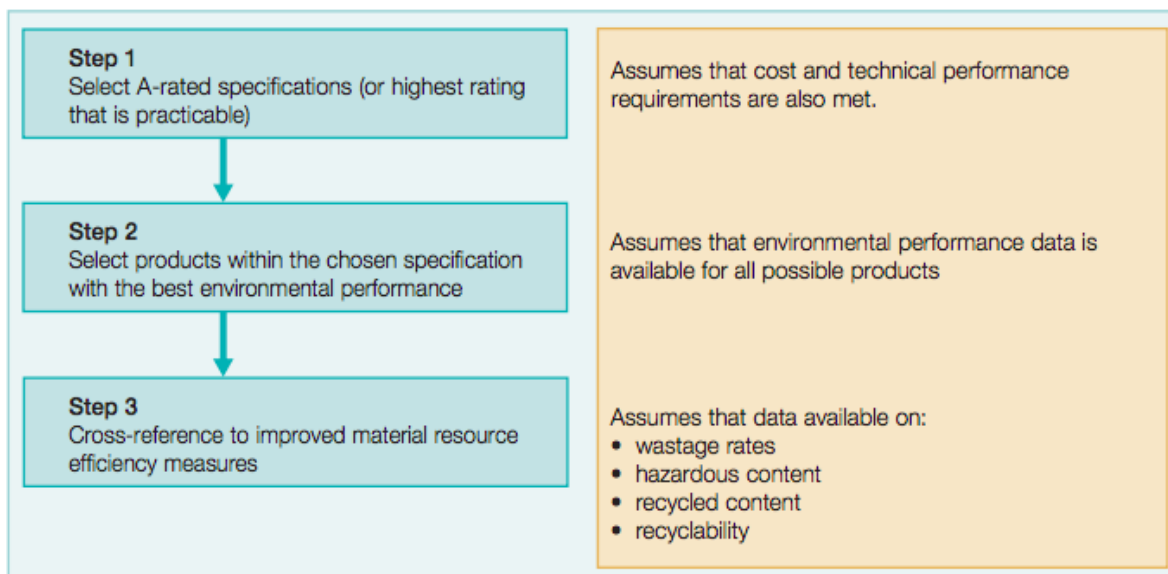 Step 1
Select A-rated specifications (or highest rating
that is practicable)
Assumes that cost and technical performance
requirements are also met.
Step 2
Select products within the chosen specification
with the best environmental performance
Assumes that environmental performance data is
available for all possible products
Step 3
Cross-reference to improved material resource
efficiency measures
Assumes that data available on:
• wastage rates
• hazardous content
• recycled content
• recyclability